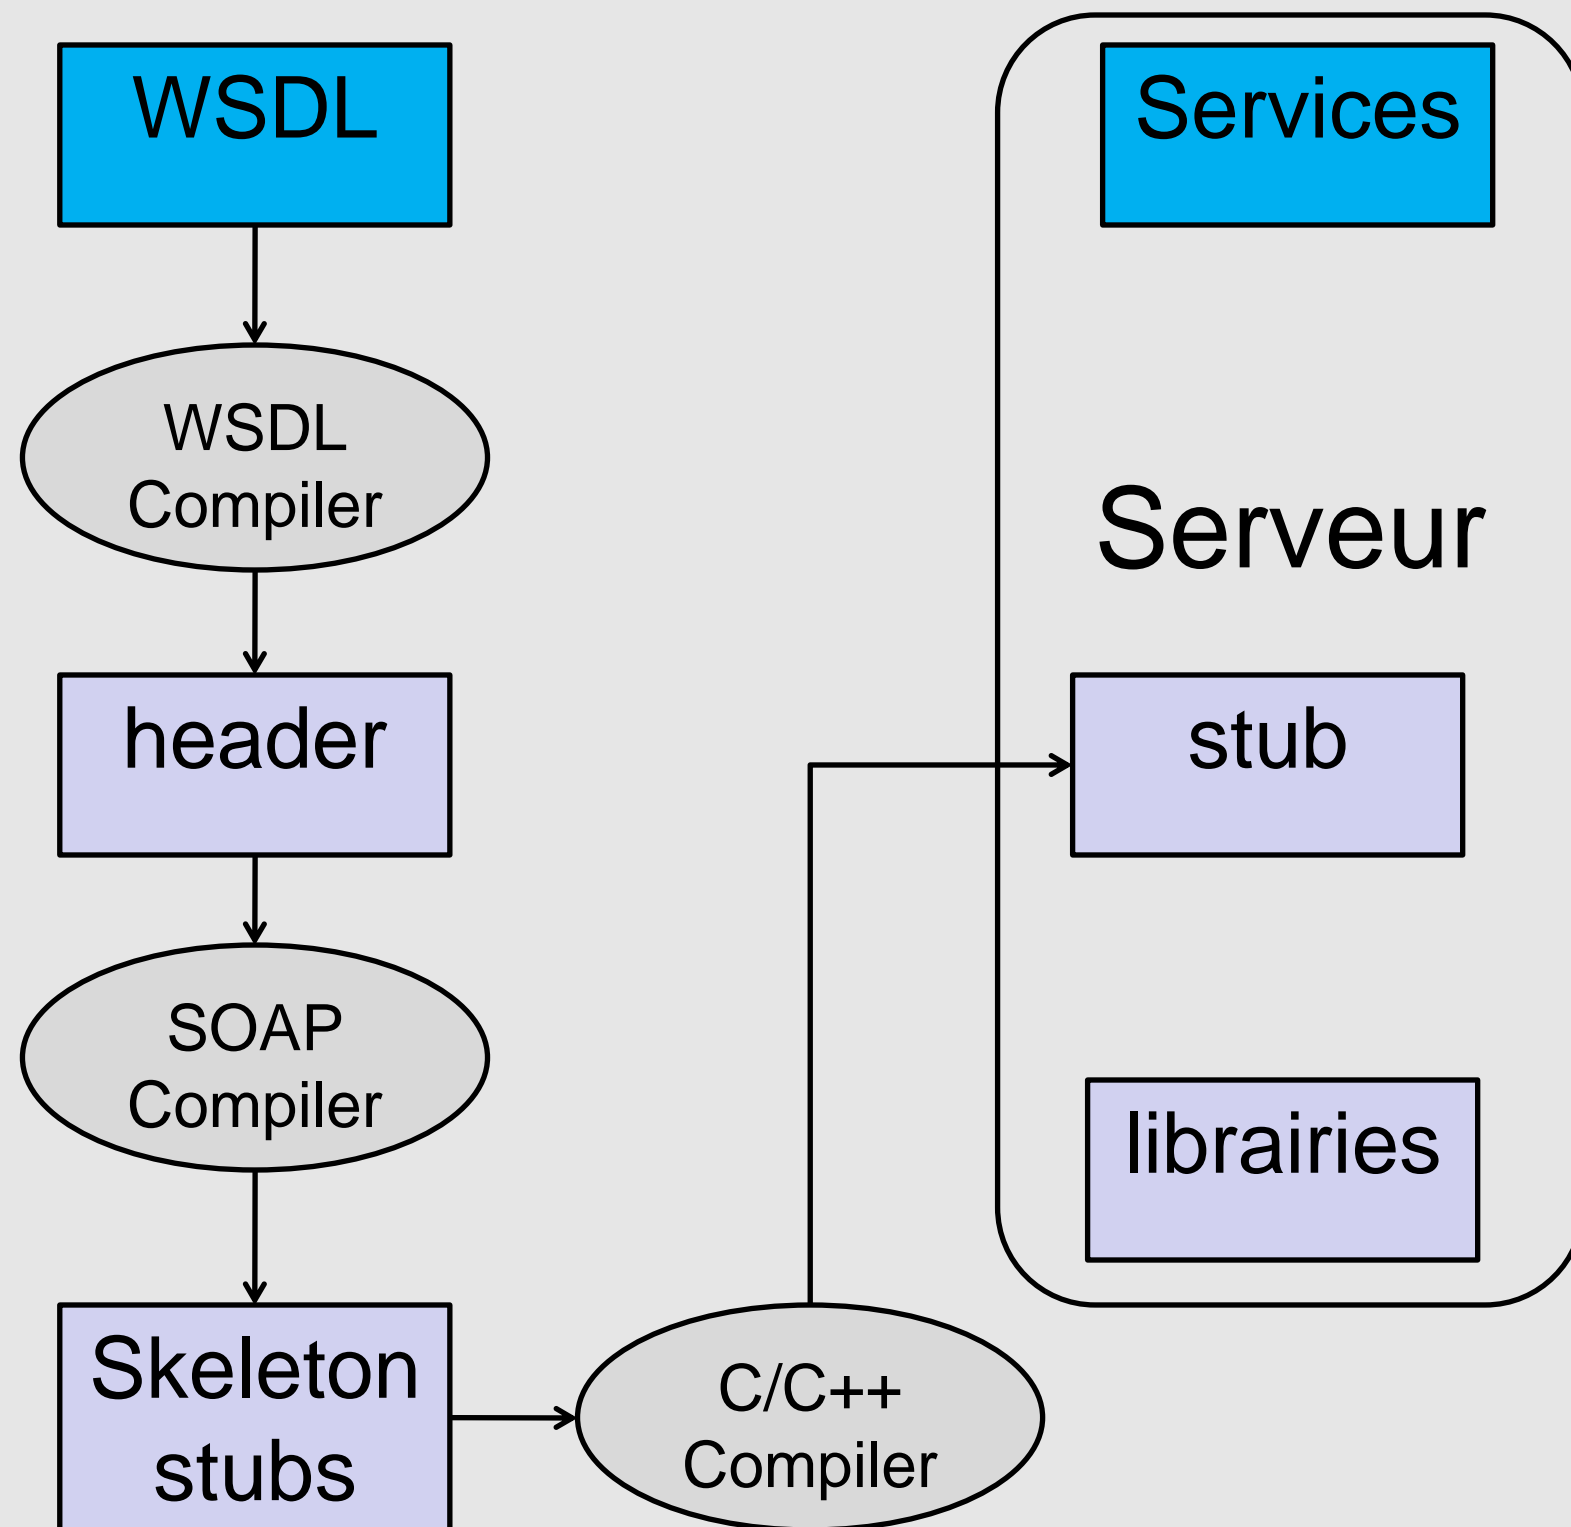 WSDL
WSDL
Compiler
header
SOAP
Compiler
Skeleton
stubs
C/C++
Compiler
Services
Serveur
stub
librairies